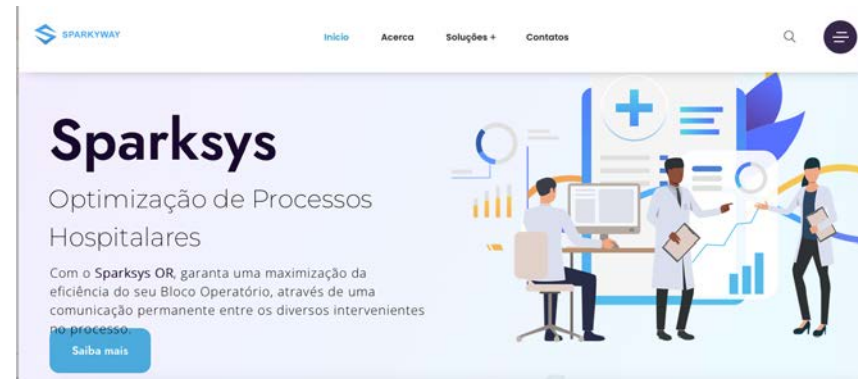 SPARKYWAY
Início Acerca Soluções + Contatos
Sparksys
Optimização de Processos
Hospitalares
Com o Sparksys OR, garanta uma maximização da
eficiência do seu Bloco Operatório, através de uma
comunicação permanente entre os diversos intervenientes
no processo.
Saiba mais